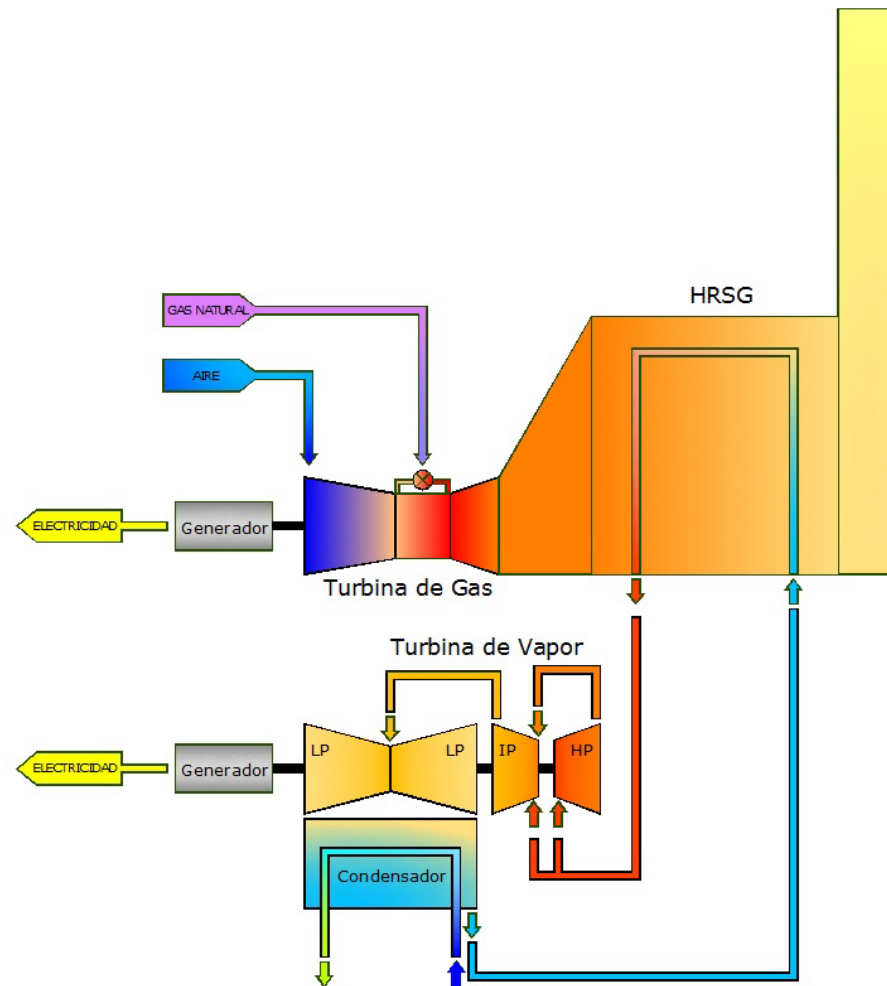 HRSG
GAS NATURAL
AIRE
ELECTRICIDAD
Generador
Turbina de Gas
Turbina de Vapor
LP
LP
IP
HP
ELECTRICIDAD
Generador
Condensador